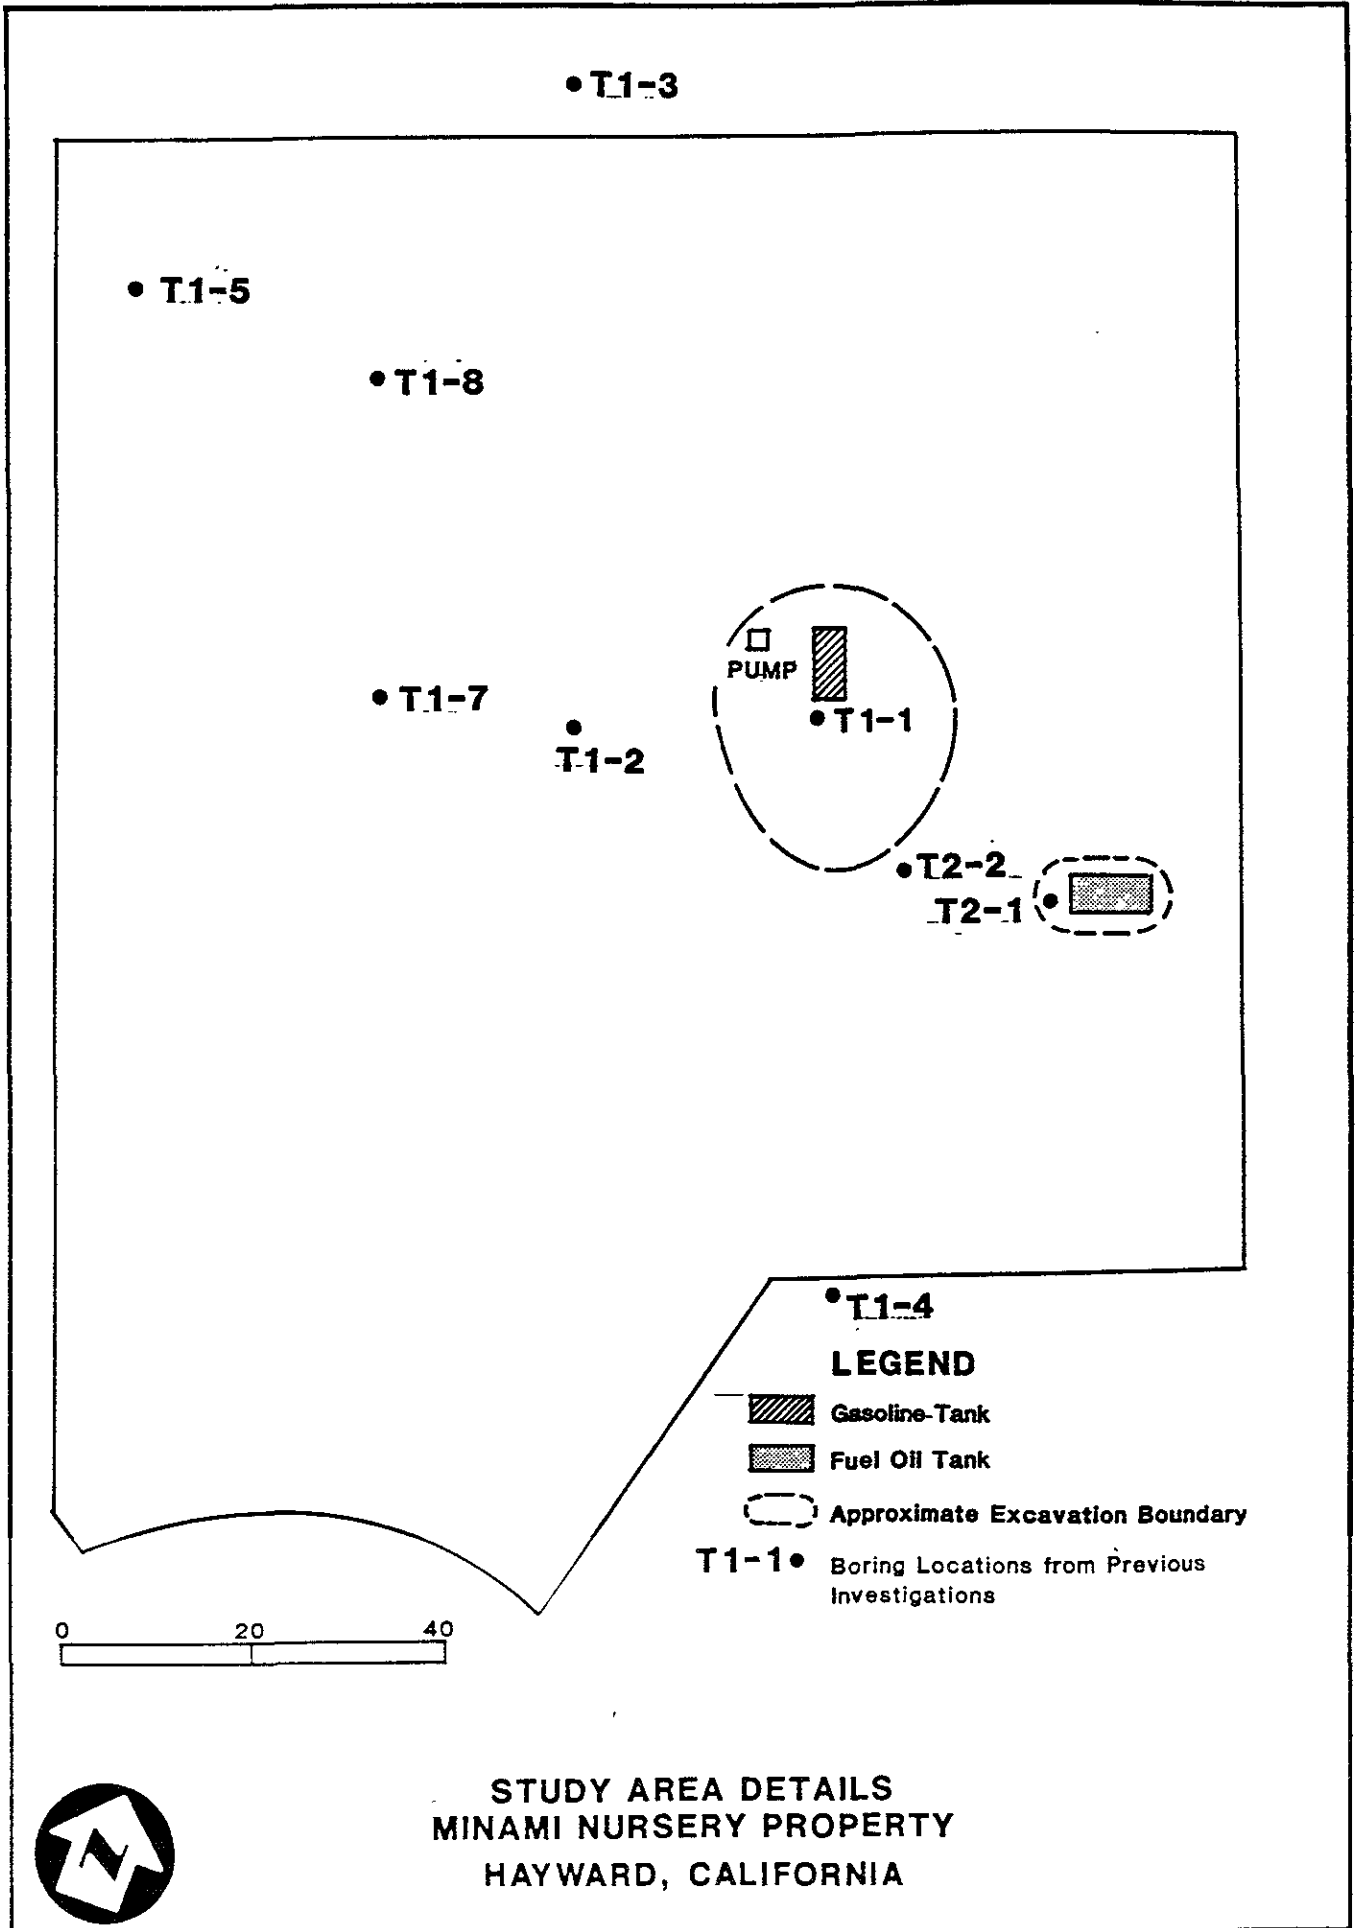 T1-3
T1-5
T1-8
PUMP
T1-7
T1-1
T1-2
T2-2
T2-1
T1-4
LEGEND
Gasoline-Tank
Fuel Oil Tank
Approximate Excavation Boundary
T1-1
Boring Locations from Previous
Investigations
0 20 40
STUDY AREA DETAILS
MINAMI NURSERY PROPERTY
HAYWARD, CALIFORNIA
N